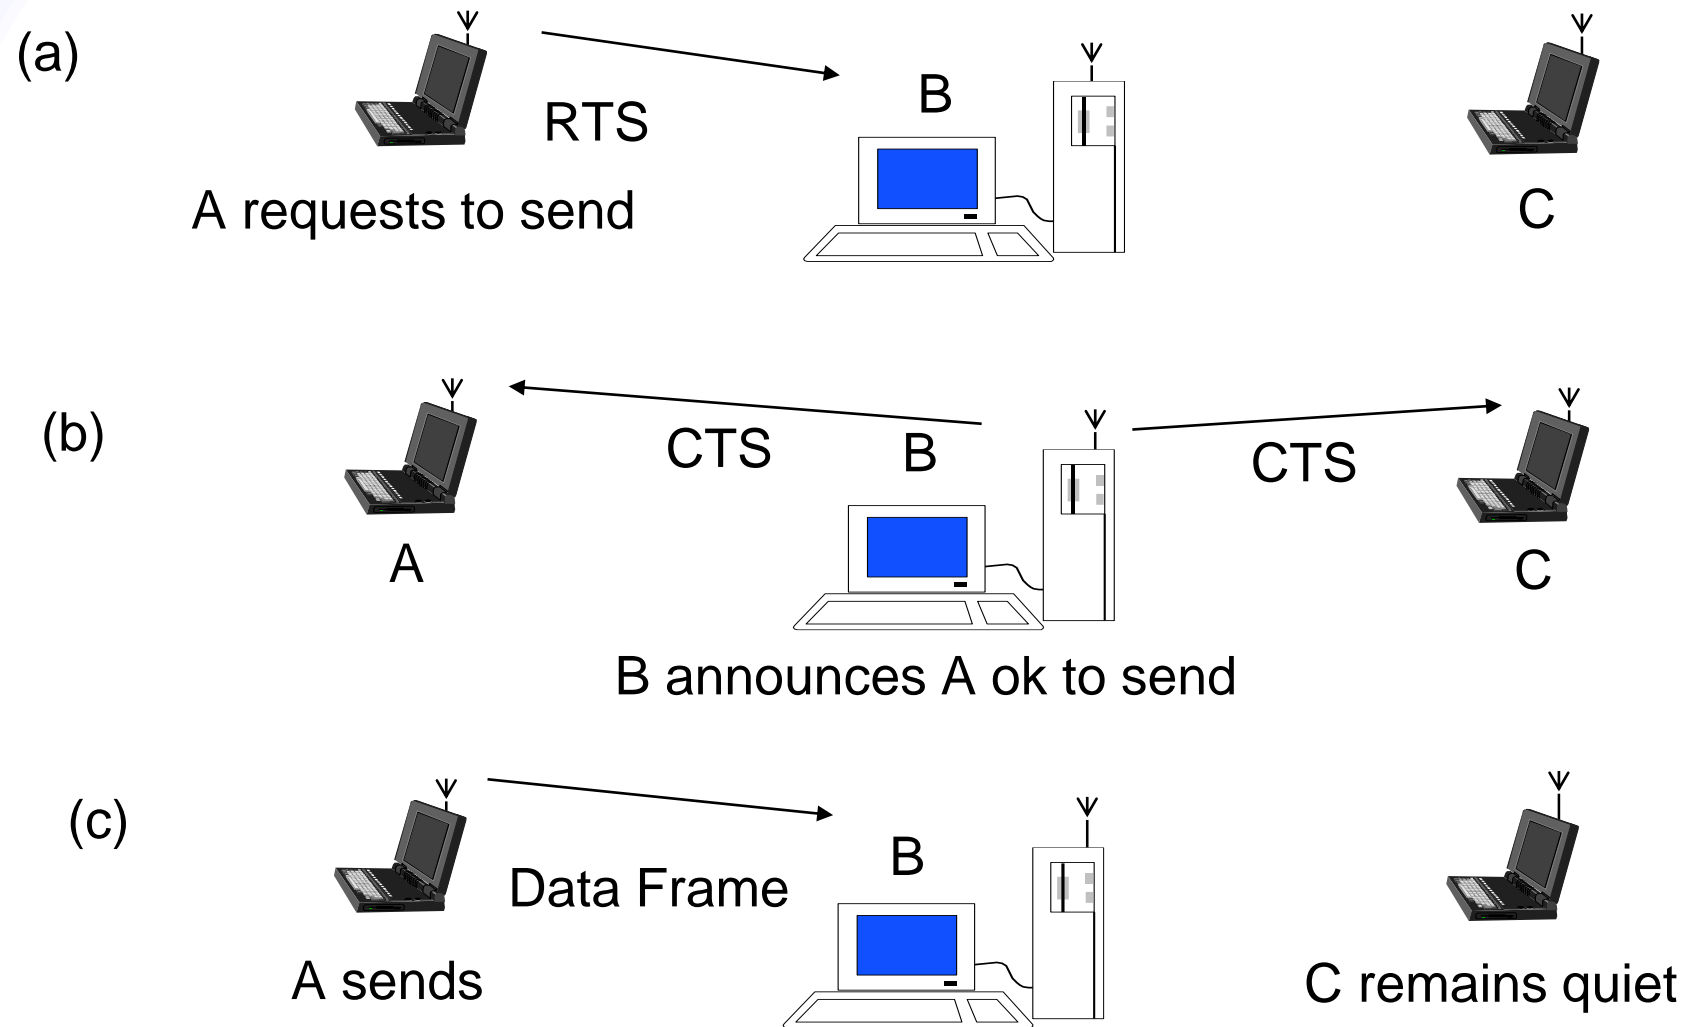 (a)
RTS
B
A requests to send
C
(b)
CTS
B
CTS
A
C
B announces A ok to send
(c)
B
Data Frame
A sends
C remains quiet